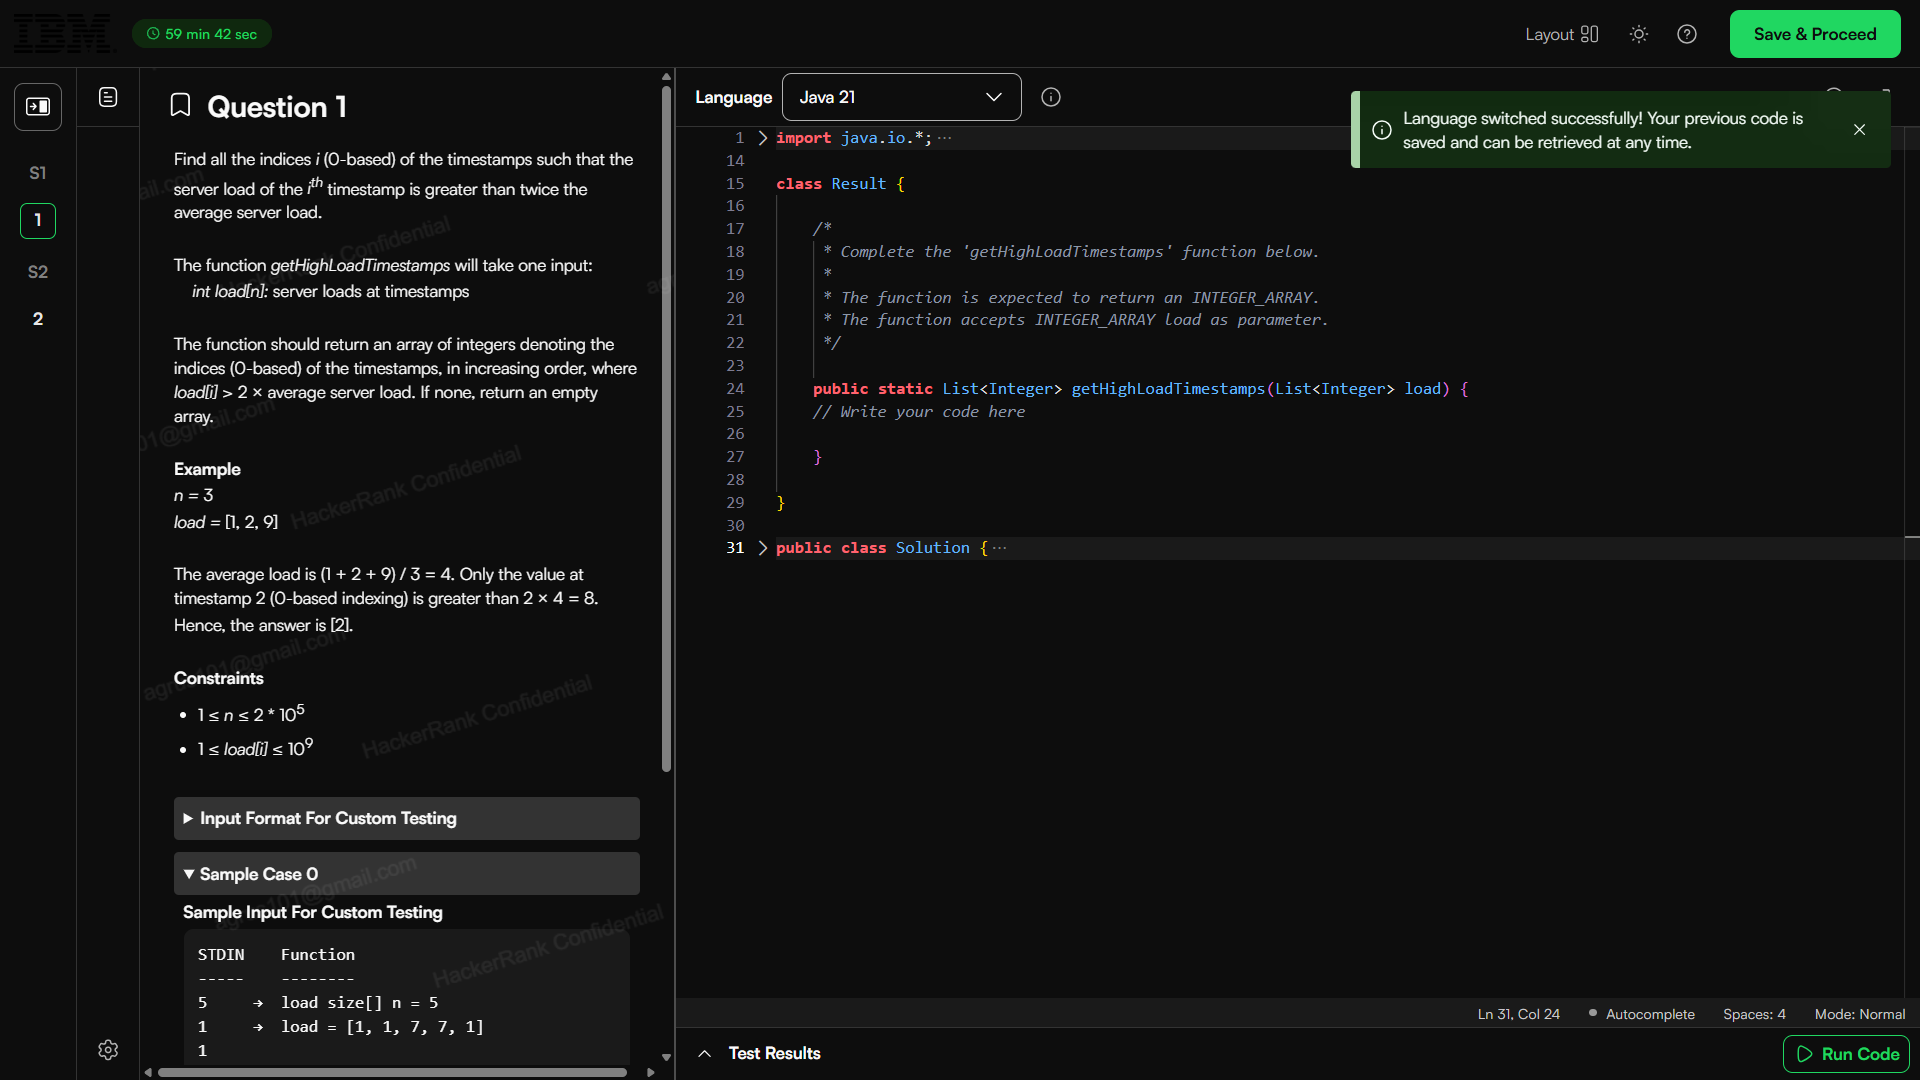 IBM
59 min 42 sec
Layout
Save & Proceed
S1
1
S2
2
Question 1
Find all the indices i (0-based) of the timestamps such that the
server load of the ith timestamp is greater than twice the
average server load.
The function getHighLoadTimestamps will take one input:
int load[n]: server loads at timestamps
The function should return an array of integers denoting the
indices (0-based) of the timestamps, in increasing order, where
load[i] > 2 × average server load. If none, return an empty
array.
Example
n = 3
load = [1, 2, 9]
The average load is (1 + 2 + 9) / 3 = 4. Only the value at
timestamp 2 (0-based indexing) is greater than 2 × 4 = 8.
Hence, the answer is [2].
Constraints
• 1 ≤ n ≤ 2 * 10^5
• 1 ≤ load[i] ≤ 10^9
Input Format For Custom Testing
Sample Case 0
Sample Input For Custom Testing
STDIN Function
----- --------
5 → load size[] n = 5
1 → load = [1, 1, 7, 7, 1]
1
HackerRank Confidential
HackerRank Confidential
HackerRank Confidential
HackerRank Confidential
Language
Java 21
Language switched successfully! Your previous code is
saved and can be retrieved at any time.
1 import java.io.*; ···
14
15 class Result {
16
17 /*
18 * Complete the 'getHighLoadTimestamps' function below.
19 *
20 * The function is expected to return an INTEGER_ARRAY.
21 * The function accepts INTEGER_ARRAY load as parameter.
22 */
23
24 public static List<Integer> getHighLoadTimestamps(List<Integer> load) {
25 // Write your code here
26
27 }
28
29 }
30
31 public class Solution { ···
Ln 31, Col 24
Autocomplete
Spaces: 4
Mode: Normal
Test Results
Run Code